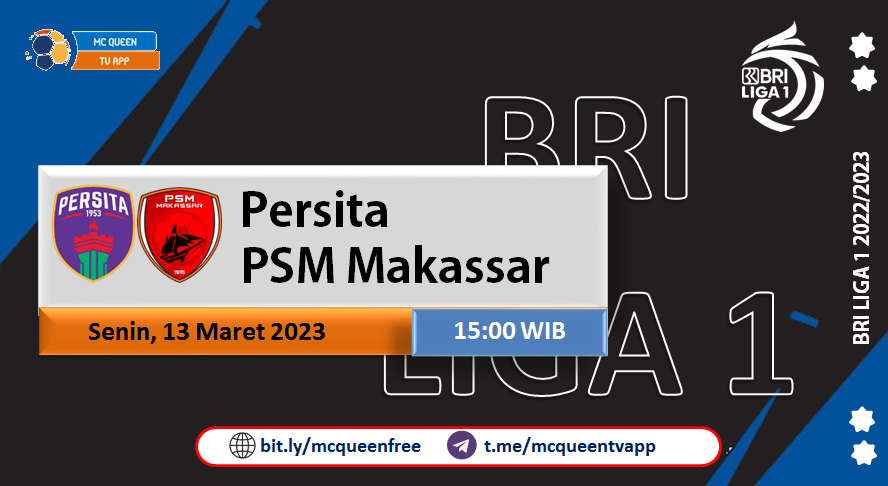 MC QUEEN
TV APP
BRI
LIGA 1
BRI
LIGA 1
PERSITA
1953
PSM
MAKASSAR
1915
Persita
PSM Makassar
Senin, 13 Maret 2023
15:00 WIB
BRI LIGA 1 2022/2023
bit.ly/mcqueenfree
t.me/mcqueentvapp